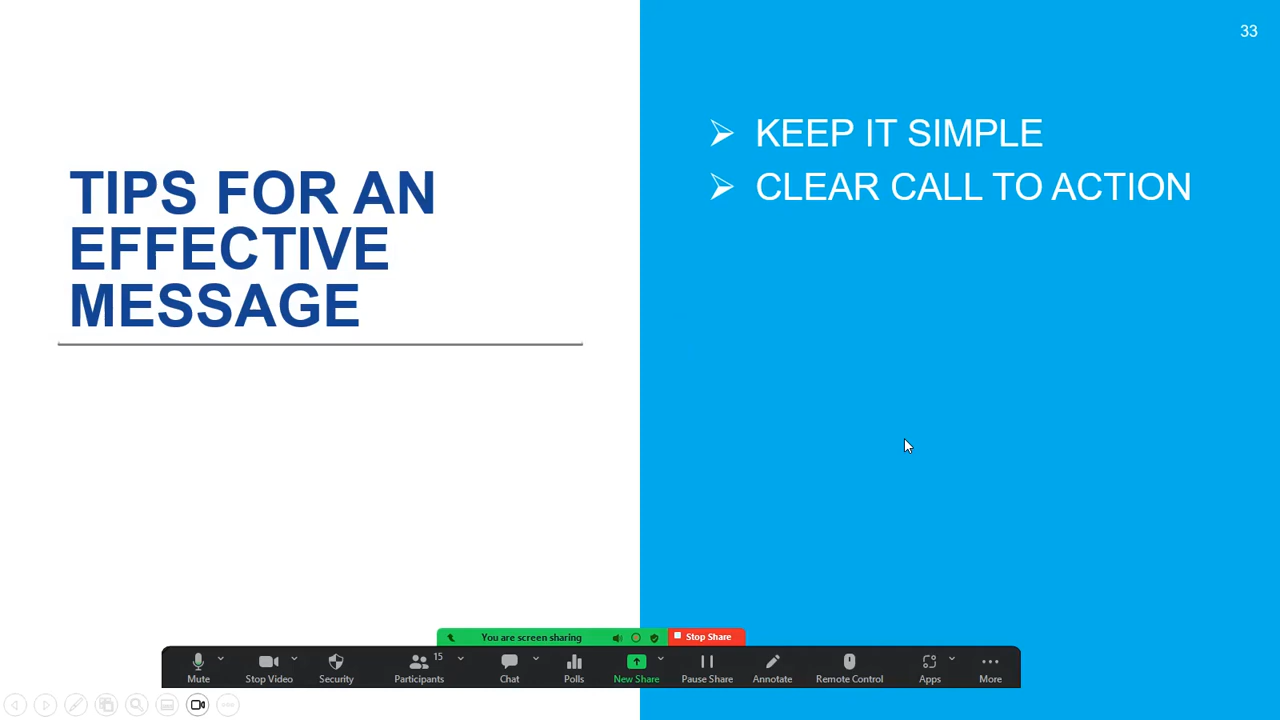 33
TIPS FOR AN
EFFECTIVE
MESSAGE
KEEP IT SIMPLE
CLEAR CALL TO ACTION
You are screen sharing
Stop Share
Mute
Stop Video
Security
15
Participants
Chat
Polls
New Share
Pause Share
Annotate
Remote Control
Apps
More